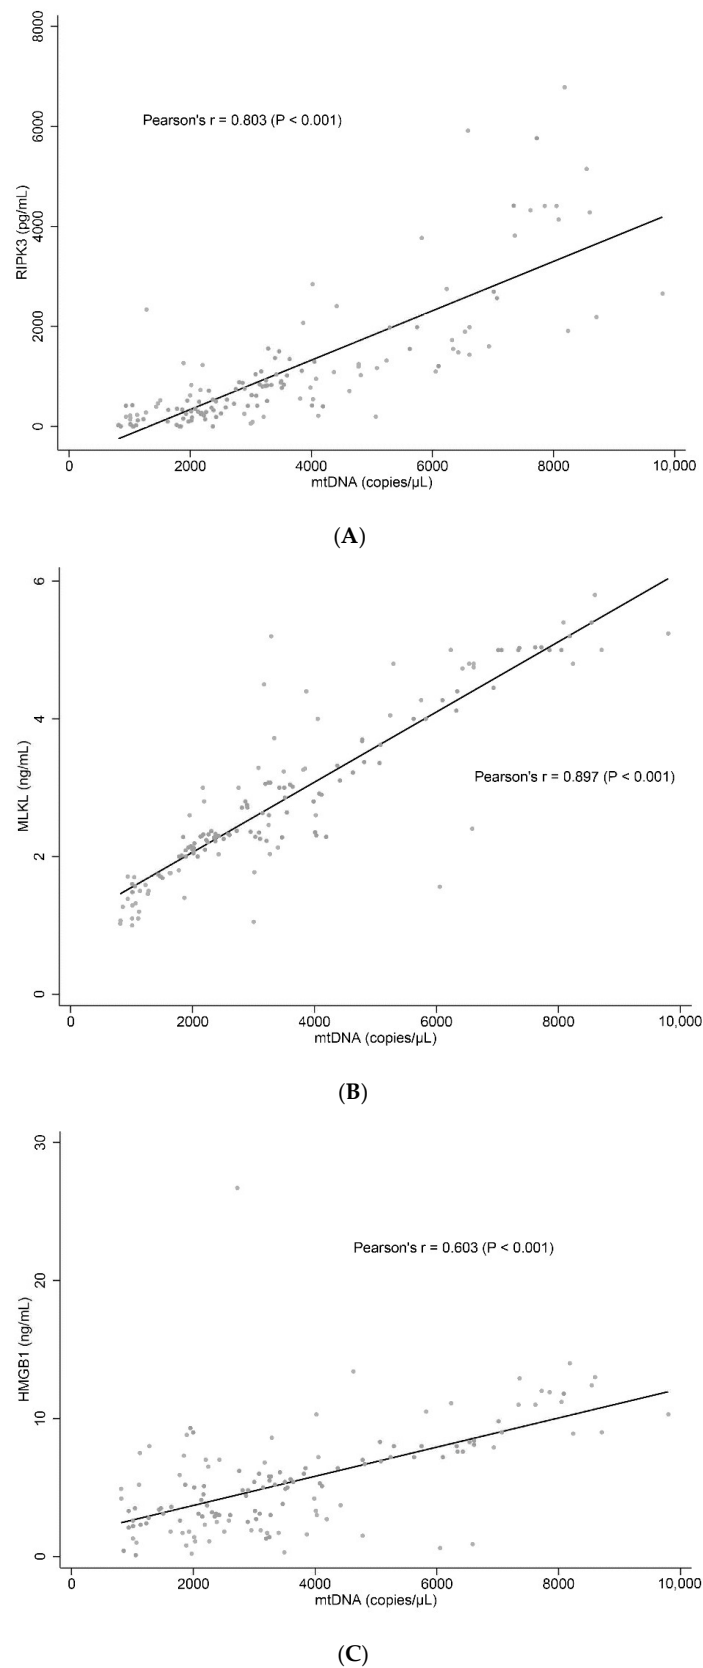 8000
6000
4000
2000
0
RIPK3 (pg/mL)
Pearson's r = 0.803 (P < 0.001)
0 2000 4000 6000 8000 10,000
mtDNA (copies/µL)
(A)
6
4
2
0
MLKL (ng/mL)
Pearson's r = 0.897 (P < 0.001)
0 2000 4000 6000 8000 10,000
mtDNA (copies/µL)
(B)
30
20
10
0
HMGB1 (ng/mL)
Pearson's r = 0.603 (P < 0.001)
0 2000 4000 6000 8000 10,000
mtDNA (copies/µL)
(C)